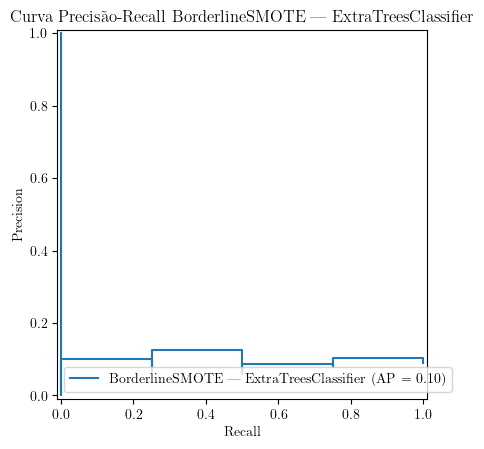 Curva Precisão-Recall BorderlineSMOTE — ExtraTreesClassifier
1.0
0.8
0.6
0.4
0.2
0.0
Precision
BorderlineSMOTE — ExtraTreesClassifier (AP = 0.10)
0.0 0.2 0.4 0.6 0.8 1.0
Recall